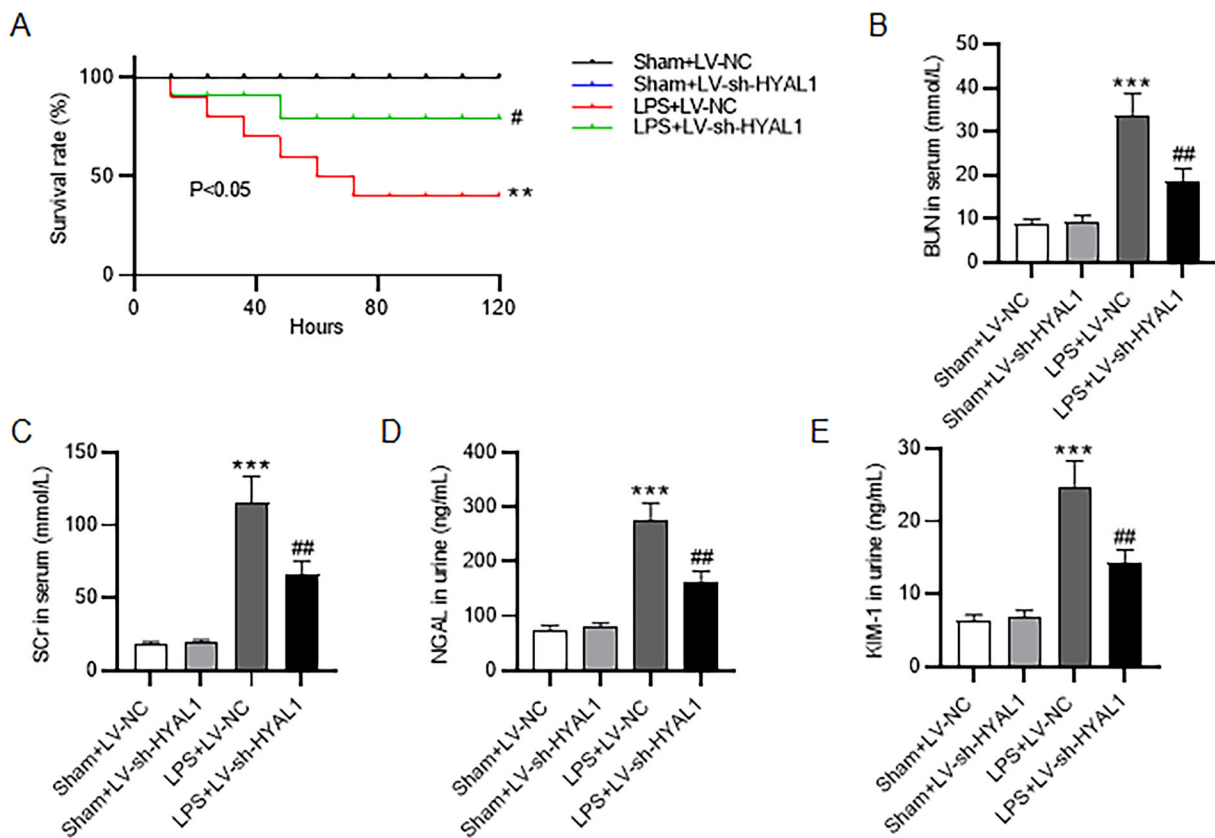 A
Survival rate (%)
100
50
0
P<0.05
#
**
0
40
80
120
Hours
Sham+LV-NC
Sham+LV-sh-HYAL1
LPS+LV-NC
LPS+LV-sh-HYAL1
B
BUN in serum (mmol/L)
50
40
30
20
10
0
***
##
Sham+LV-NC
Sham+LV-sh-HYAL1
LPS+LV-NC
LPS+LV-sh-HYAL1
C
SCr in serum (mmol/L)
150
100
50
0
***
##
Sham+LV-NC
Sham+LV-sh-HYAL1
LPS+LV-NC
LPS+LV-sh-HYAL1
D
NGAL in urine (ng/mL)
400
300
200
100
0
***
##
Sham+LV-NC
Sham+LV-sh-HYAL1
LPS+LV-NC
LPS+LV-sh-HYAL1
E
KIM-1 in urine (ng/mL)
30
20
10
0
***
##
Sham+LV-NC
Sham+LV-sh-HYAL1
LPS+LV-NC
LPS+LV-sh-HYAL1